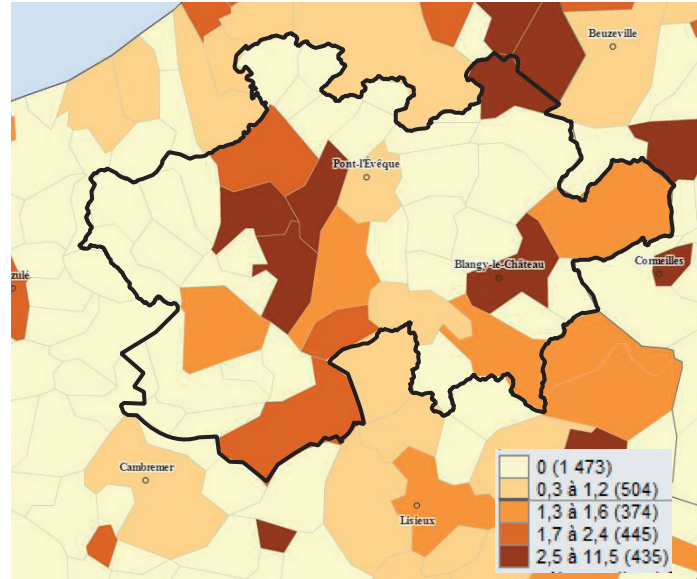 Beuzeville
Pont-l'Évêque
zulé
Blangy-le-Château
Cormeilles
Cambremer
Lisieux
0 (1 473)
0,3 à 1,2 (504)
1,3 à 1,6 (374)
1,7 à 2,4 (445)
2,5 à 11,5 (435)